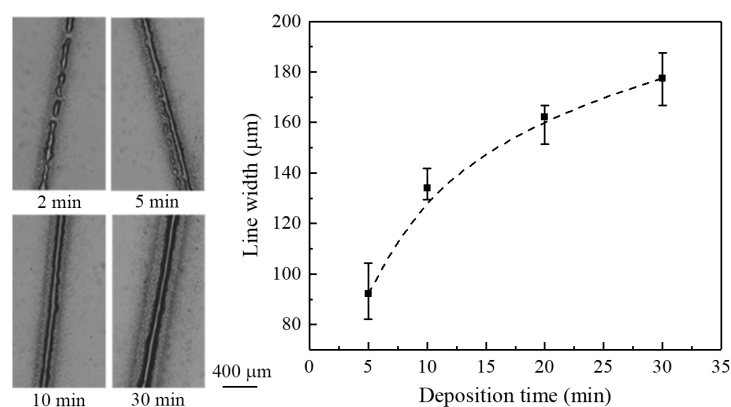 2 min
5 min
10 min
30 min
400 μm
Line width (μm)
200
180
160
140
120
100
80
0
5
10
15
20
25
30
35
Deposition time (min)